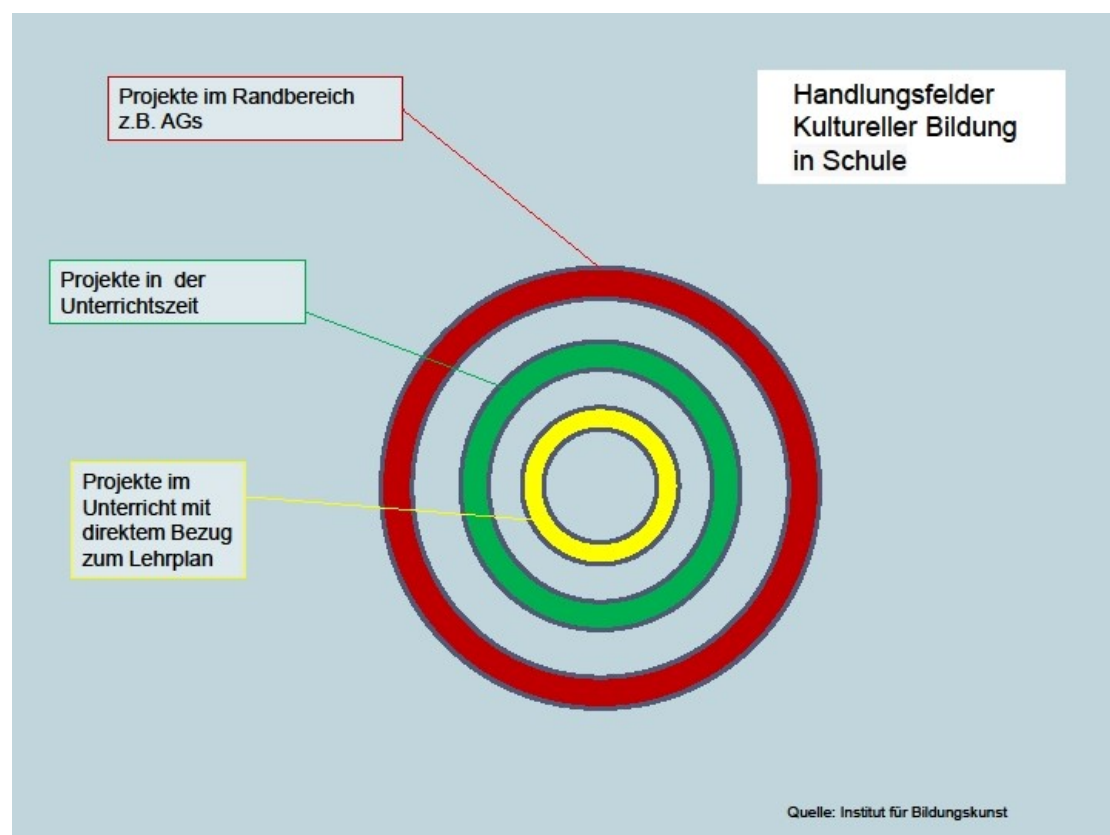 Projekte im Randbereich
z.B. AGs
Handlungsfelder
Kultureller Bildung
in Schule
Projekte in der
Unterrichtszeit
Projekte im
Unterricht mit
direktem Bezug
zum Lehrplan
Quelle: Institut für Bildungskunst